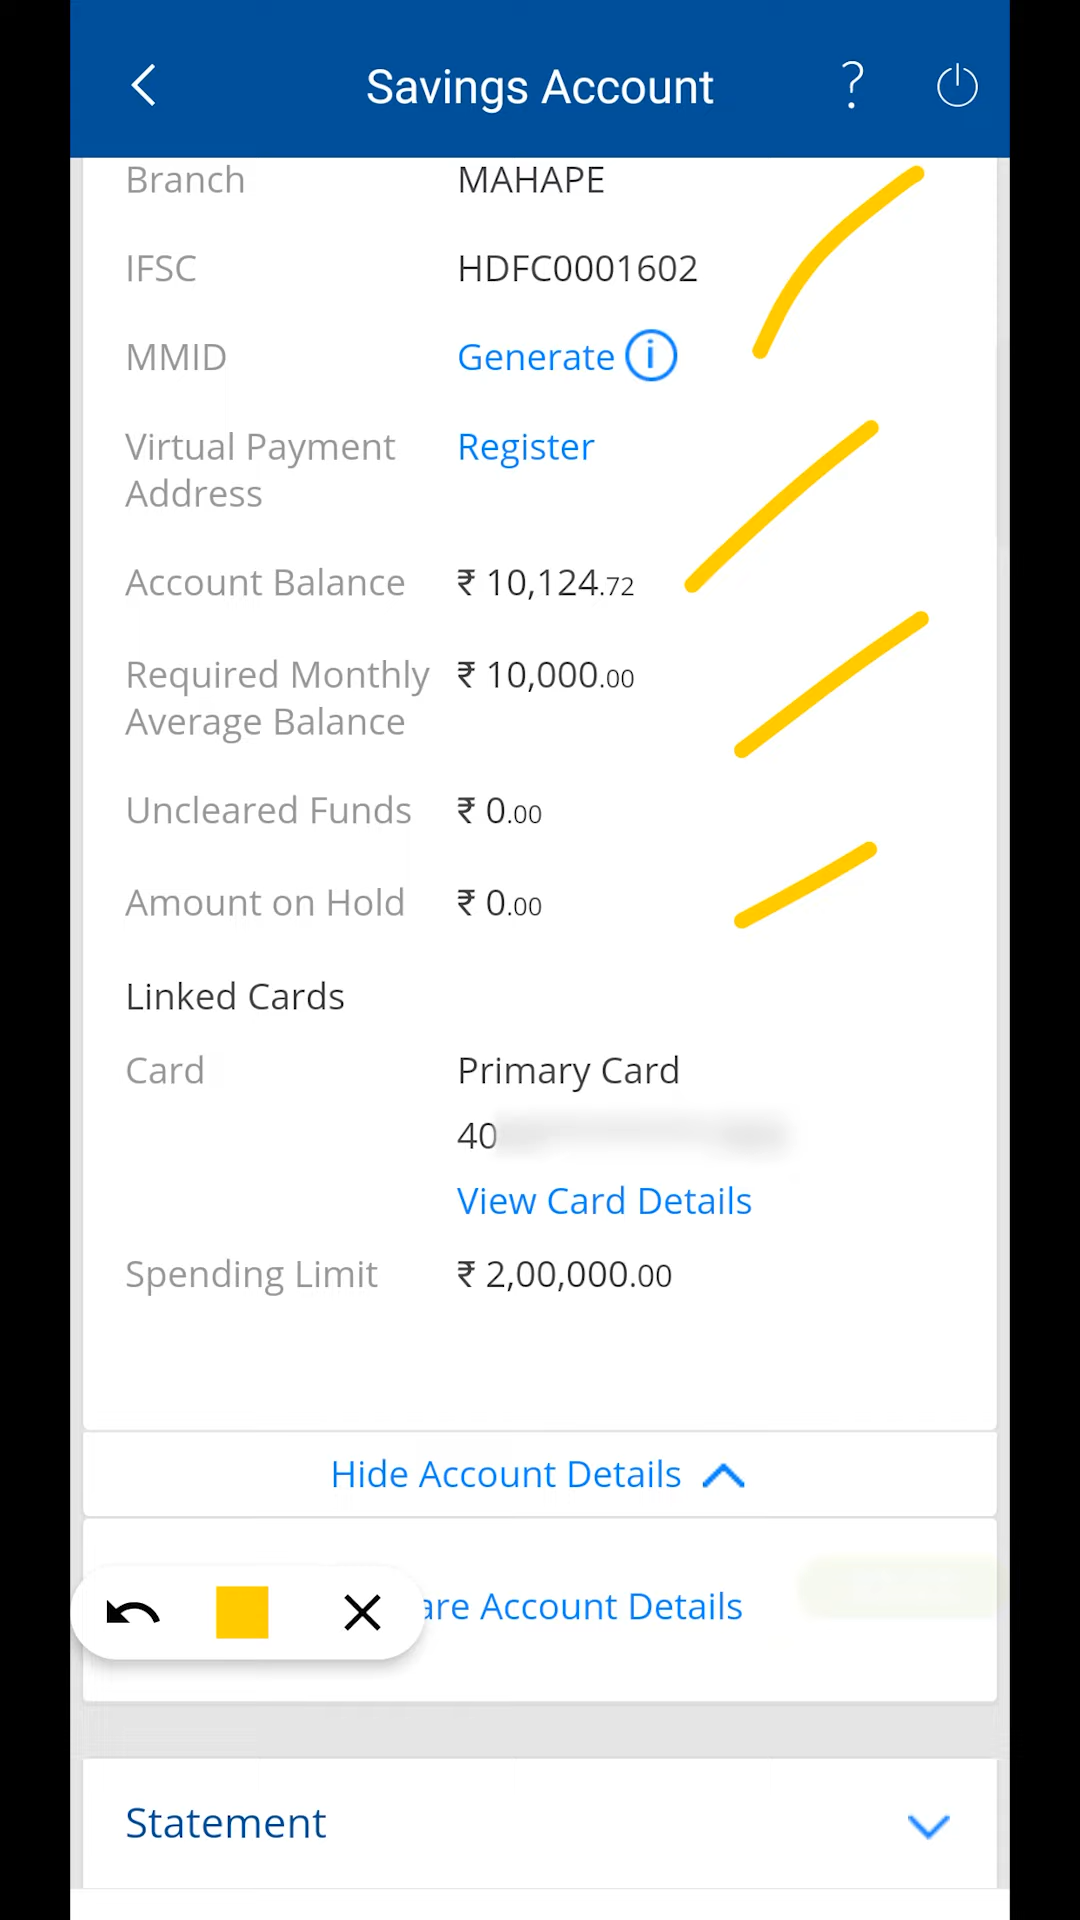 Savings Account ?
Branch MAHAPE
IFSC HDFC0001602
MMID Generate i
Virtual Payment Register
Address
Account Balance ₹ 10,124.72
Required Monthly ₹ 10,000.00
Average Balance
Uncleared Funds ₹ 0.00
Amount on Hold ₹ 0.00
Linked Cards
Card Primary Card
40
View Card Details
Spending Limit ₹ 2,00,000.00
Hide Account Details
are Account Details
Statement